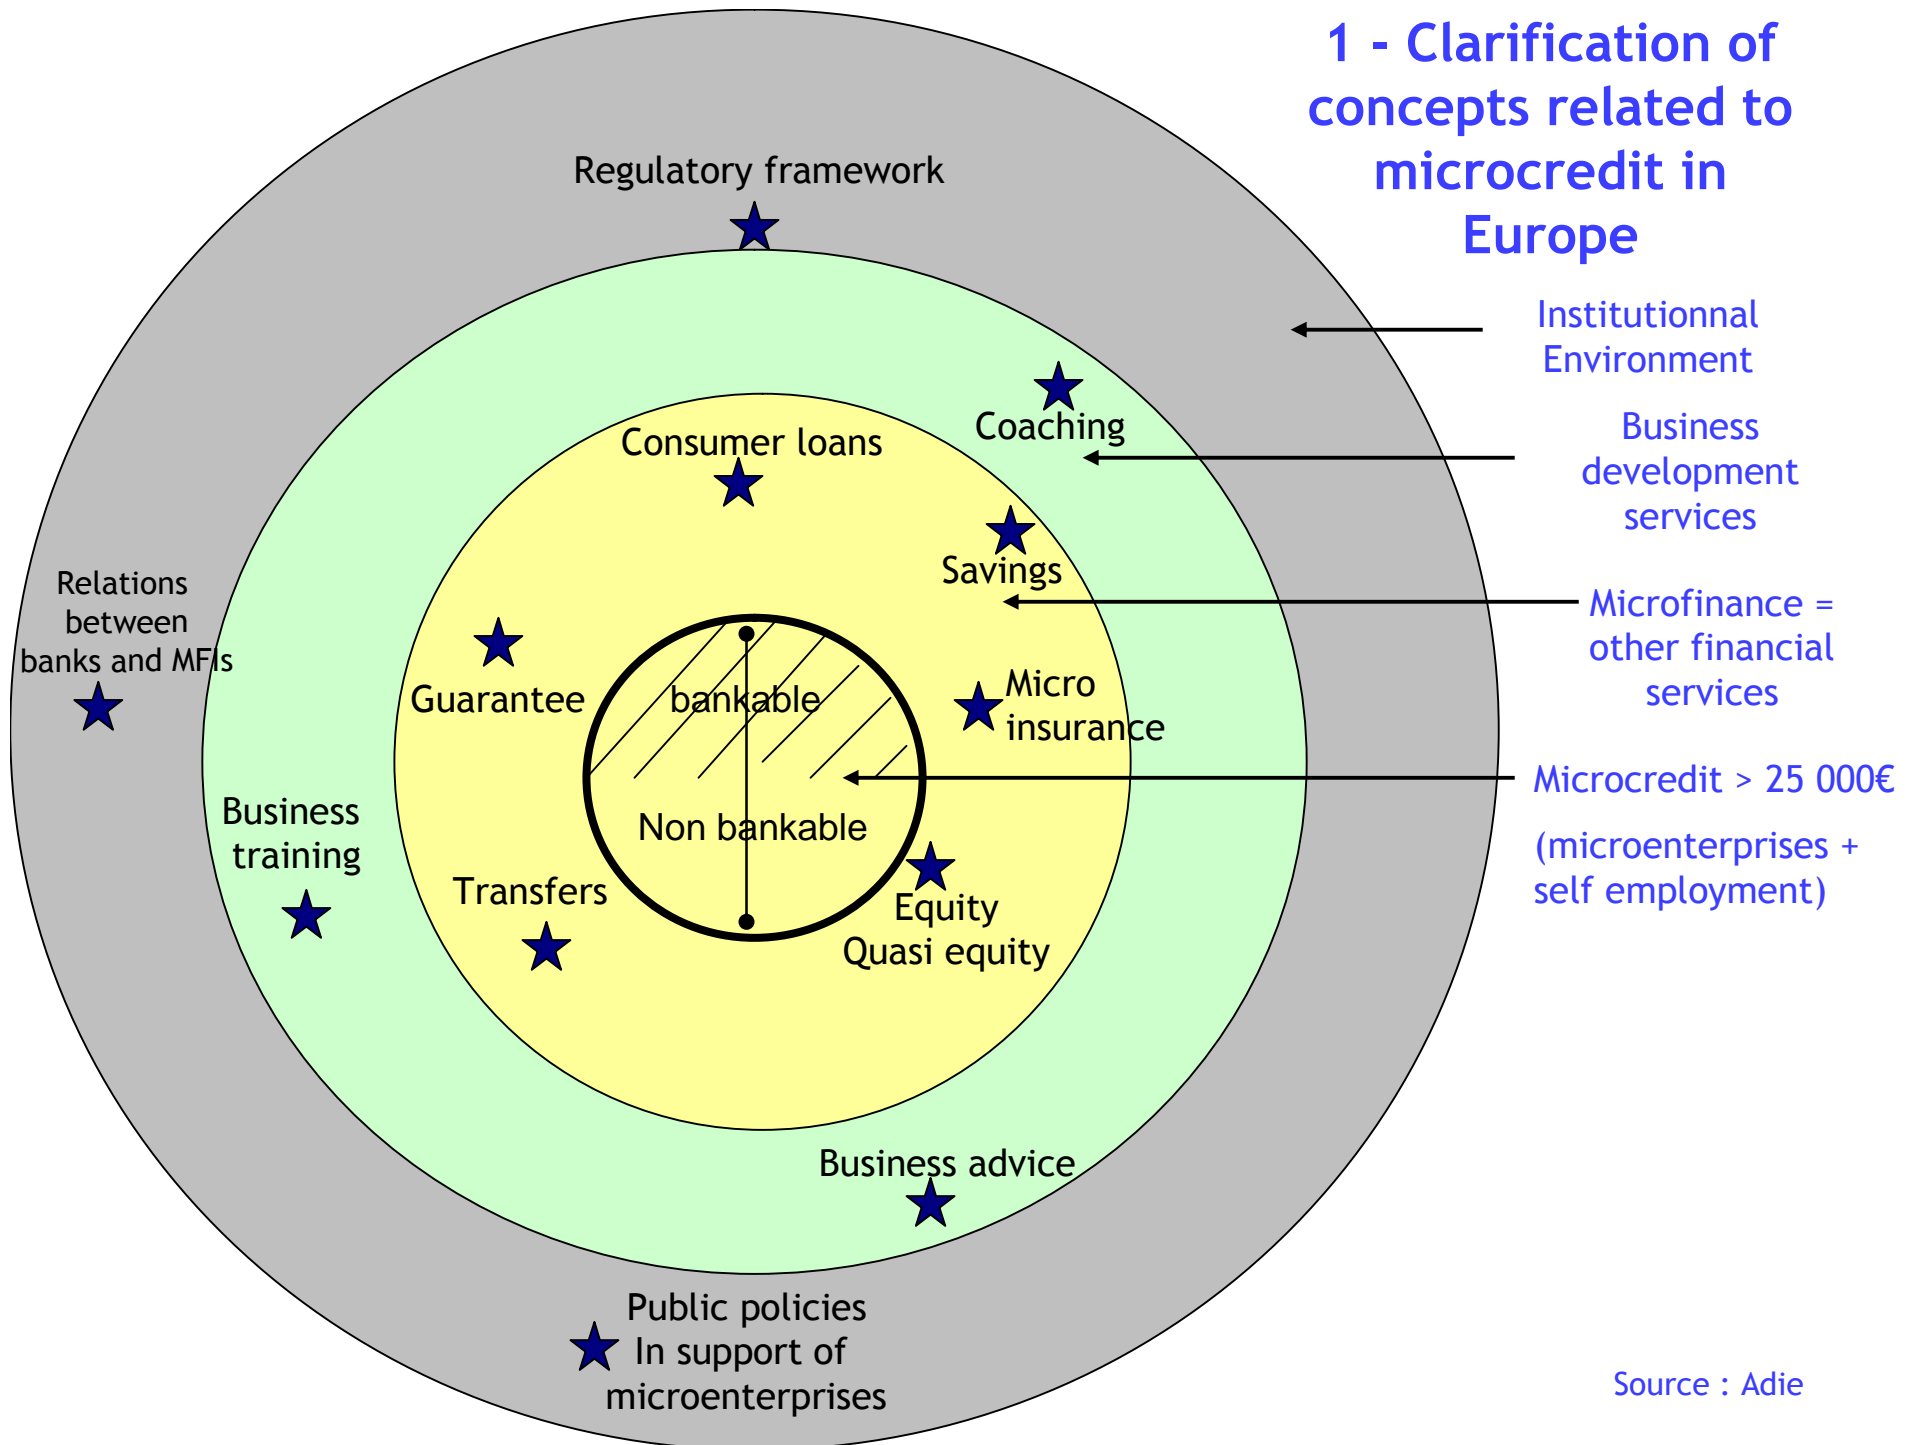 1 - Clarification of
concepts related to
microcredit in
Europe
Regulatory framework
Institutionnal
Environment
Coaching
Business
development
services
Consumer loans
Savings
Relations
between
banks and MFIs
Microfinance =
other financial
services
Guarantee
bankable
Micro
insurance
Microcredit > 25 000€
(microenterprises +
self employment)
Business
training
Non bankable
Transfers
Equity
Quasi equity
Business advice
Public policies
In support of
microenterprises
Source : Adie